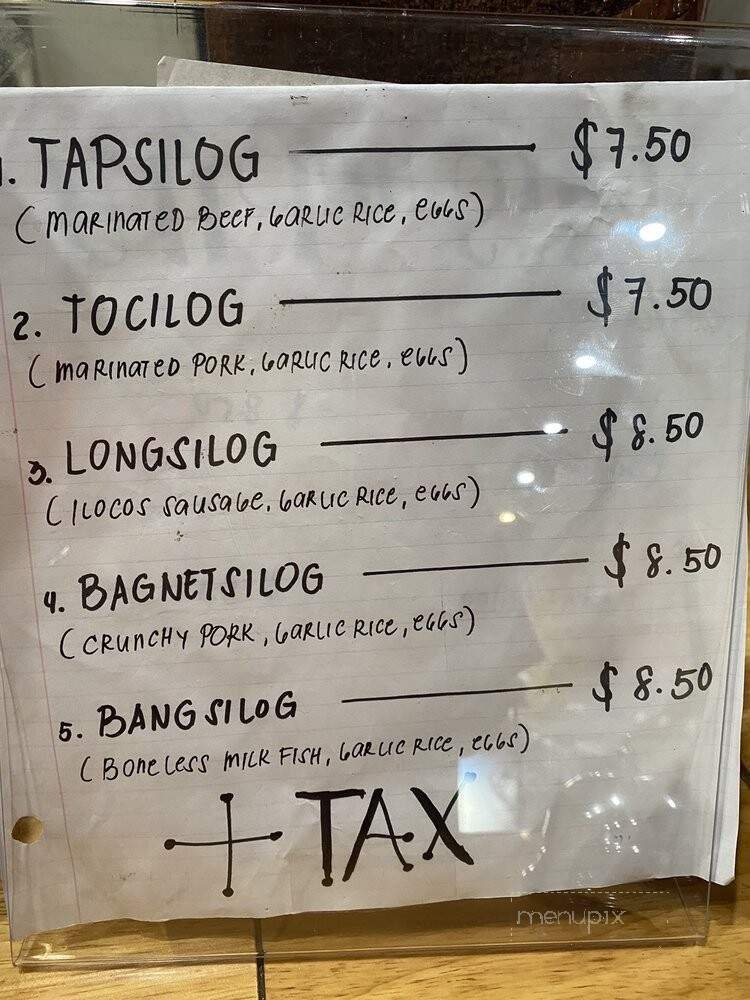 1. TAPSILOG $7.50
(MARINATED BEEF, GARLIC RICE, EGGS)
2. TOCILOG $7.50
(MARINATED PORK, GARLIC RICE, EGGS)
3. LONGSILOG $8.50
(ILOCOS SAUSAGE, GARLIC RICE, EGGS)
4. BAGNETSILOG $8.50
(CRUNCHY PORK, GARLIC RICE, EGGS)
5. BANGSILOG $8.50
(BONELESS MILK FISH, GARLIC RICE, EGGS)
+ TAX
menupix